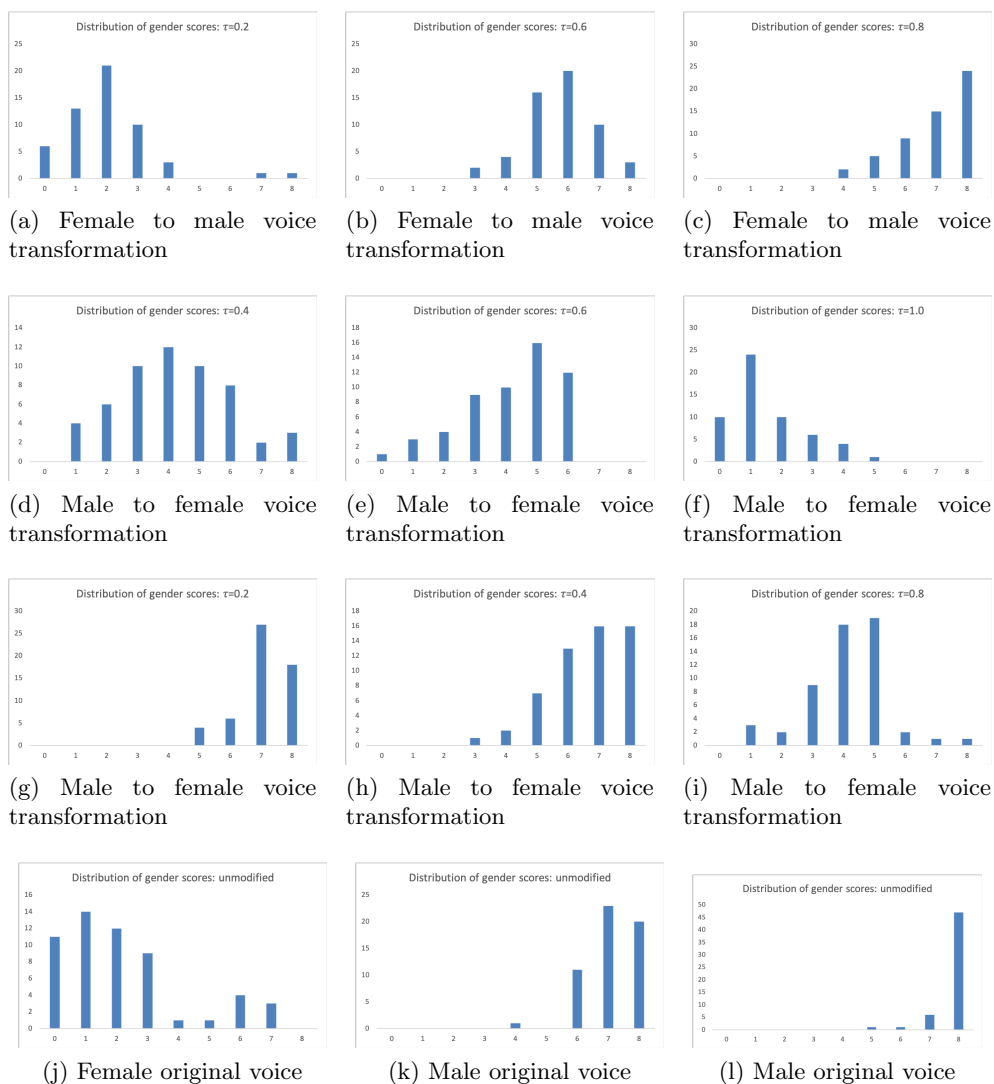 Distribution of gender scores: τ=0.2
25
20
15
10
5
0
0 1 2 3 4 5 6 7 8
(a) Female to male voice
transformation
Distribution of gender scores: τ=0.6
25
20
15
10
5
0
0 1 2 3 4 5 6 7 8
(b) Female to male voice
transformation
Distribution of gender scores: τ=0.8
30
25
20
15
10
5
0
0 1 2 3 4 5 6 7 8
(c) Female to male voice
transformation
Distribution of gender scores: τ=0.4
14
12
10
8
6
4
2
0
0 1 2 3 4 5 6 7 8
(d) Male to female voice
transformation
Distribution of gender scores: τ=0.6
18
16
14
12
10
8
6
4
2
0
0 1 2 3 4 5 6 7 8
(e) Male to female voice
transformation
Distribution of gender scores: τ=1.0
30
25
20
15
10
5
0
0 1 2 3 4 5 6 7 8
(f) Male to female voice
transformation
Distribution of gender scores: τ=0.2
30
25
20
15
10
5
0
0 1 2 3 4 5 6 7 8
(g) Male to female voice
transformation
Distribution of gender scores: τ=0.4
18
16
14
12
10
8
6
4
2
0
0 1 2 3 4 5 6 7 8
(h) Male to female voice
transformation
Distribution of gender scores: τ=0.8
20
18
16
14
12
10
8
6
4
2
0
0 1 2 3 4 5 6 7 8
(i) Male to female voice
transformation
Distribution of gender scores: unmodified
16
14
12
10
8
6
4
2
0
0 1 2 3 4 5 6 7 8
(j) Female original voice
Distribution of gender scores: unmodified
25
20
15
10
5
0
0 1 2 3 4 5 6 7 8
(k) Male original voice
Distribution of gender scores: unmodified
50
45
40
35
30
25
20
15
10
5
0
0 1 2 3 4 5 6 7 8
(l) Male original voice